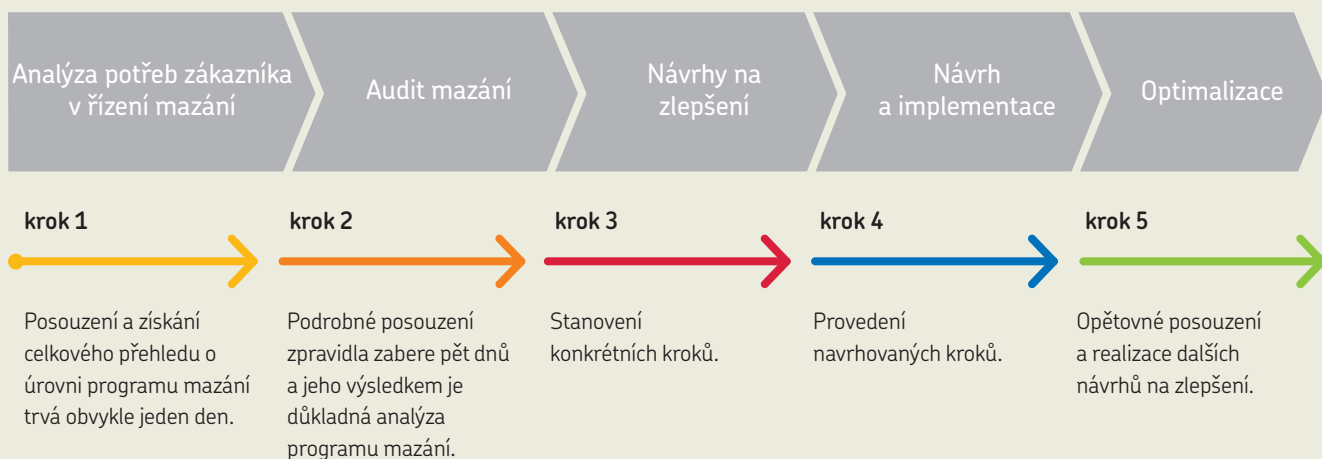 Analýza potřeb zákazníka
v řízení mazání
Audit mazání
Návrhy na
zlepšení
Návrh
a implementace
Optimalizace
krok 1
krok 2
krok 3
krok 4
krok 5
Posouzení a získání
celkového přehledu o
úrovni programu mazání
trvá obvykle jeden den.
Podrobné posouzení
zpravidla zabere pět dnů
a jeho výsledkem je
důkladná analýza
programu mazání.
Stanovení
konkrétních kroků.
Provedení
navrhovaných kroků.
Opětovné posouzení
a realizace dalších
návrhů na zlepšení.